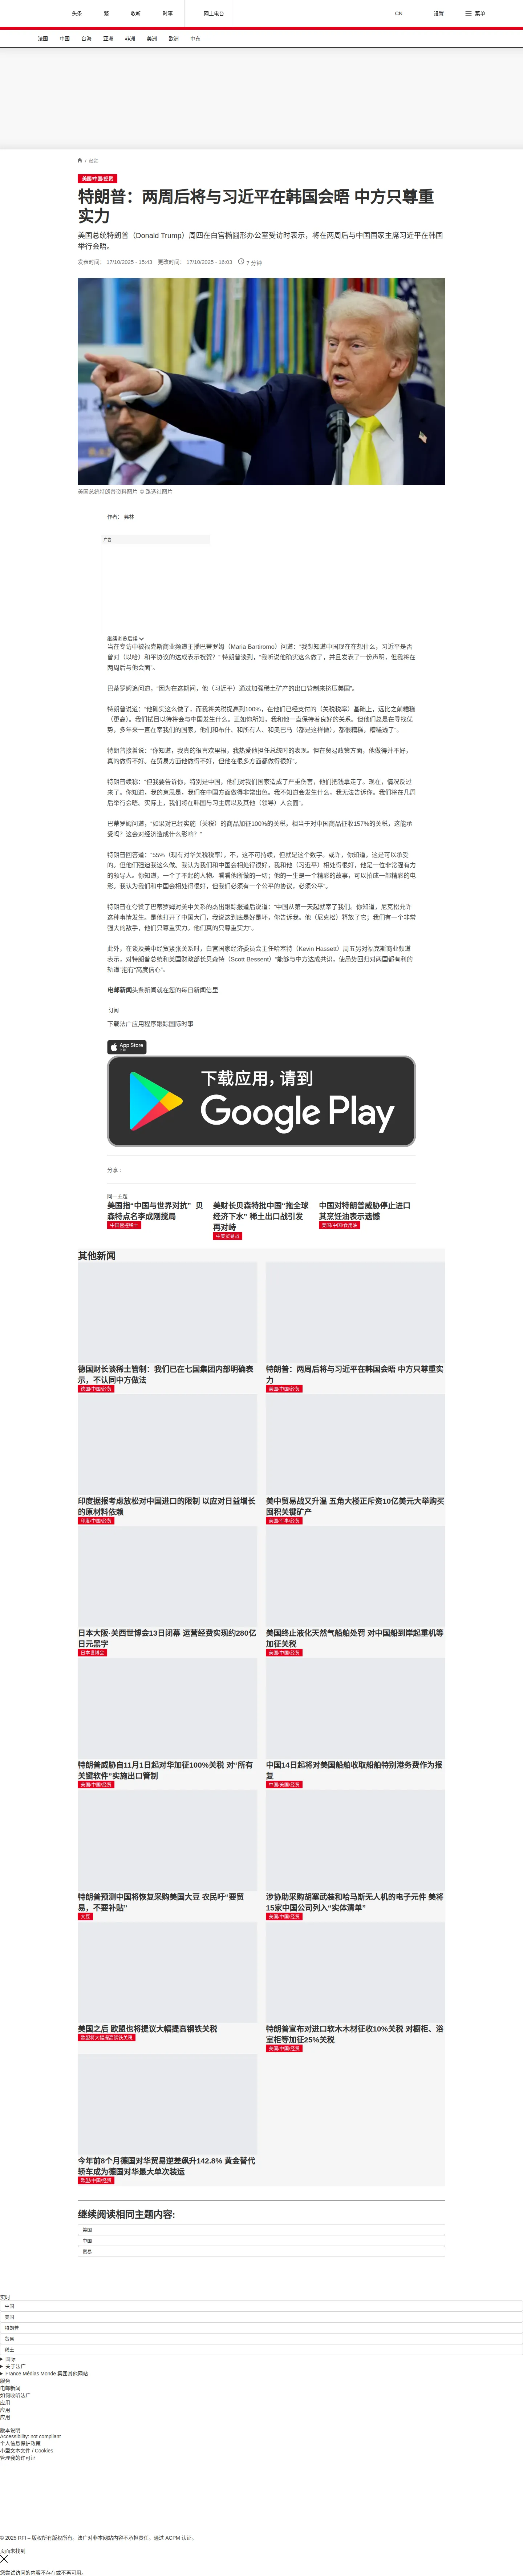 头条
繁
收听
时事
网上电台
CN
设置
菜单
法国
中国
台湾
亚洲
非洲
美洲
欧洲
中东
/ 经贸
美国/中国/经贸
特朗普：两周后将与习近平在韩国会晤 中方只尊重
实力
美国总统特朗普（Donald Trump）周四在白宫椭圆形办公室受访时表示，将在两周后与中国国家主席习近平在韩国
举行会晤。
发表时间： 17/10/2025 - 15:43 更改时间： 17/10/2025 - 16:03 7 分钟
美国总统特朗普资料图片 © 路透社图片
作者： 弗林
广告
继续浏览后续
当在专访中被福克斯商业频道主播巴蒂罗姆（Maria Bartiromo）问道：“我想知道中国现在在想什么，习近平是否
曾对（以哈）和平协议的达成表示祝贺？” 特朗普谈到，“我听说他确实这么做了，并且发表了一份声明，但我将在
两周后与他会面”。
巴蒂罗姆追问道，“因为在这期间，他（习近平）通过加强稀土矿产的出口管制来挤压美国”。
特朗普说道：“他确实这么做了，而我将关税提高到100%，在他们已经支付的（关税税率）基础上，远比之前糟糕
（更高），我们拭目以待将会与中国发生什么。正如你所知，我和他一直保持着良好的关系。但他们总是在寻找优
势，多年来一直在宰我们的国家，他们和布什、和所有人、和奥巴马（都是这样做），都很糟糕，糟糕透了”。
特朗普接着说：“你知道，我真的很喜欢里根，我热爱他担任总统时的表现。但在贸易政策方面，他做得并不好，
真的做得不好。在贸易方面他做得不好，但他在很多方面都做得很好”。
特朗普续称：“但我要告诉你，特别是中国，他们对我们国家造成了严重伤害，他们把钱拿走了。现在，情况反过
来了，你知道，我的意思是，我们在中国方面做得非常出色。我不知道会发生什么，我无法告诉你。我们将在几周
后举行会晤。实际上，我们将在韩国与习主席以及其他（领导）人会面”。
巴蒂罗姆问道，“如果对已经实施（关税）的商品加征100%的关税，相当于对中国商品征收157%的关税，这能承
受吗？ 这会对经济造成什么影响？”
特朗普回答道：“55%（现有对华关税税率），不，这不可持续，但就是这个数字。或许，你知道，这是可以承受
的。但他们强迫我这么做。我认为我们和中国会相处得很好，我和他（习近平）相处得很好，他是一位非常强有力
的领导人。你知道，一个了不起的人物。看看他所做的一切；他的一生是一个精彩的故事，可以拍成一部精彩的电
影。我认为我们和中国会相处得很好，但我们必须有一个公平的协议，必须公平”。
特朗普在夸赞了巴蒂罗姆对美中关系的杰出跟踪报道后说道：“中国从第一天起就宰了我们。你知道，尼克松允许
这种事情发生。是他打开了中国大门，我说这到底是好是坏，你告诉我。他（尼克松）释放了它；我们有一个非常
强大的敌手，他们只尊重实力。他们真的只尊重实力”。
此外，在谈及美中经贸紧张关系时，白宫国家经济委员会主任哈塞特（Kevin Hassett）周五另对福克斯商业频道
表示，对特朗普总统和美国财政部长贝森特（Scott Bessent）“能够与中方达成共识，使局势回归对两国都有利的
轨道”抱有“高度信心”。
电邮新闻头条新闻就在您的每日新闻信里
订阅
下载法广应用程序跟踪国际时事
App Store
下载应用，请到
Google Play
分享 :
同一主题
美国指“中国与世界对抗” 贝
森特点名李成刚搅局
中国管控稀土
美财长贝森特批中国“拖全球
经济下水” 稀土出口战引发
再对峙
中美贸易战
中国对特朗普威胁停止进口
其烹饪油表示遗憾
美国/中国/食用油
其他新闻
德国财长谈稀土管制：我们已在七国集团内部明确表
示，不认同中方做法
德国/中国/经贸
特朗普：两周后将与习近平在韩国会晤 中方只尊重实
力
美国/中国/经贸
印度据报考虑放松对中国进口的限制 以应对日益增长
的原材料依赖
印度/中国/经贸
美中贸易战又升温 五角大楼正斥资10亿美元大举购买
囤积关键矿产
美国/军事/经贸
日本大阪·关西世博会13日闭幕 运营经费实现约280亿
日元黑字
日本世博会
美国终止液化天然气船舶处罚 对中国船到岸起重机等
加征关税
美国/中国/经贸
特朗普威胁自11月1日起对华加征100%关税 对“所有
关键软件”实施出口管制
美国/中国/经贸
中国14日起将对美国船舶收取船舶特别港务费作为报
复
中国/美国/经贸
特朗普预测中国将恢复采购美国大豆 农民吁“要贸
易，不要补贴”
大豆
涉协助采购胡塞武装和哈马斯无人机的电子元件 美将
15家中国公司列入“实体清单”
美国/中国/经贸
美国之后 欧盟也将提议大幅提高钢铁关税
欧盟将大幅提高钢铁关税
特朗普宣布对进口软木木材征收10%关税 对橱柜、浴
室柜等加征25%关税
美国/中国/经贸
今年前8个月德国对华贸易逆差飙升142.8% 黄金替代
轿车成为德国对华最大单次装运
欧盟/中国/经贸
继续阅读相同主题内容:
美国
中国
贸易
实时
中国
美国
特朗普
贸易
稀土
国际
关于法广
France Médias Monde 集团其他网站
服务
电邮新闻
如何收听法广
应用
应用
应用
版本说明
Accessibility: not compliant
个人信息保护政策
小型文本文件 / Cookies
管理我的许可证
© 2025 RFI – 版权所有版权所有。法广对非本网站内容不承担责任。通过 ACPM 认证。
页面未找到
您尝试访问的内容不存在或不再可用。